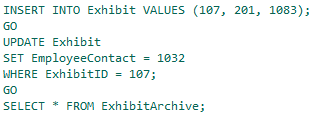 INSERT INTO Exhibit VALUES (107, 201, 1083);
GO
UPDATE Exhibit
SET EmployeeContact = 1032
WHERE ExhibitID = 107;
GO
SELECT * FROM ExhibitArchive;